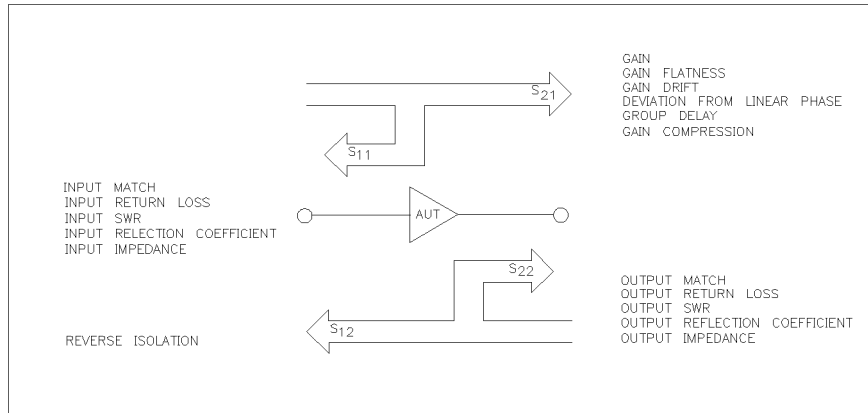 GAIN
GAIN FLATNESS
GAIN DRIFT
DEVIATION FROM LINEAR PHASE
GROUP DELAY
GAIN COMPRESSION
S21
S11
INPUT MATCH
INPUT RETURN LOSS
INPUT SWR
INPUT RELECTION COEFFICIENT
INPUT IMPEDANCE
AUT
S22
OUTPUT MATCH
OUTPUT RETURN LOSS
OUTPUT SWR
OUTPUT REFLECTION COEFFICIENT
OUTPUT IMPEDANCE
S12
REVERSE ISOLATION